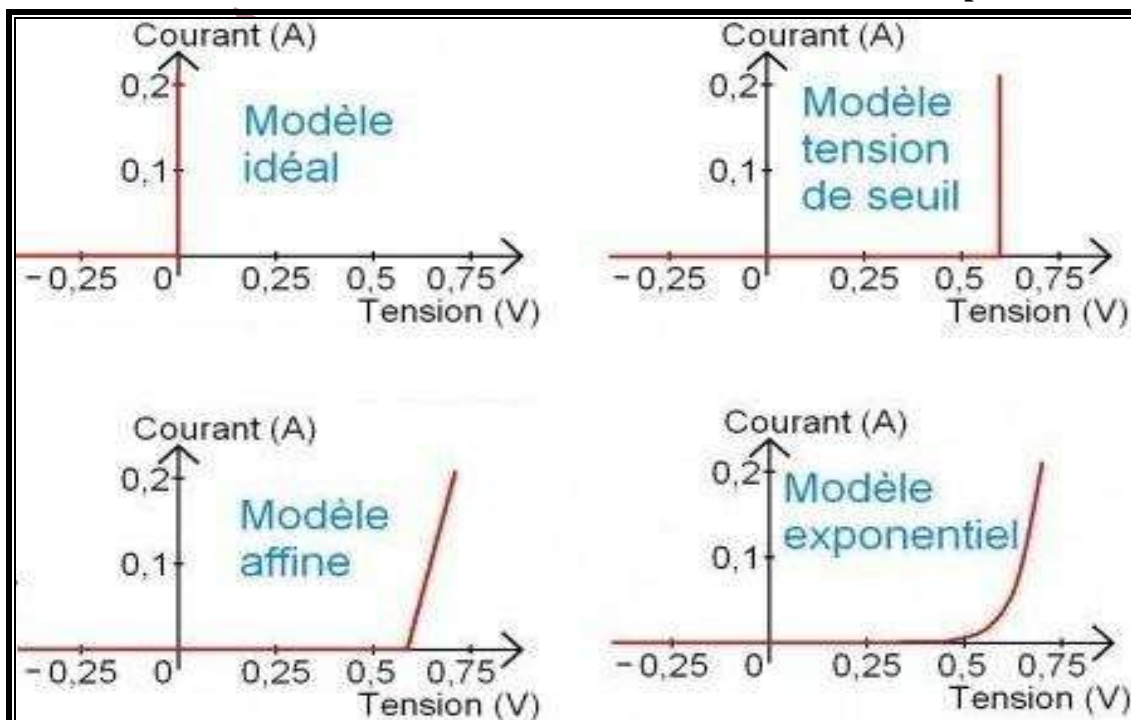 Courant (A)
0,2
0,1
Modèle
idéal
-0,25 0 0,25 0,5 0,75
Tension (V)
Courant (A)
0,2
0,1
Modèle
tension
de seuil
-0,25 0 0,25 0,5 0,75
Tension (V)
Courant (A)
0,2
0,1
Modèle
affine
-0,25 0 0,25 0,5 0,75
Tension (V)
Courant (A)
0,2
0,1
Modèle
exponentiel
-0,25 0 0,25 0,5 0,75
Tension (V)